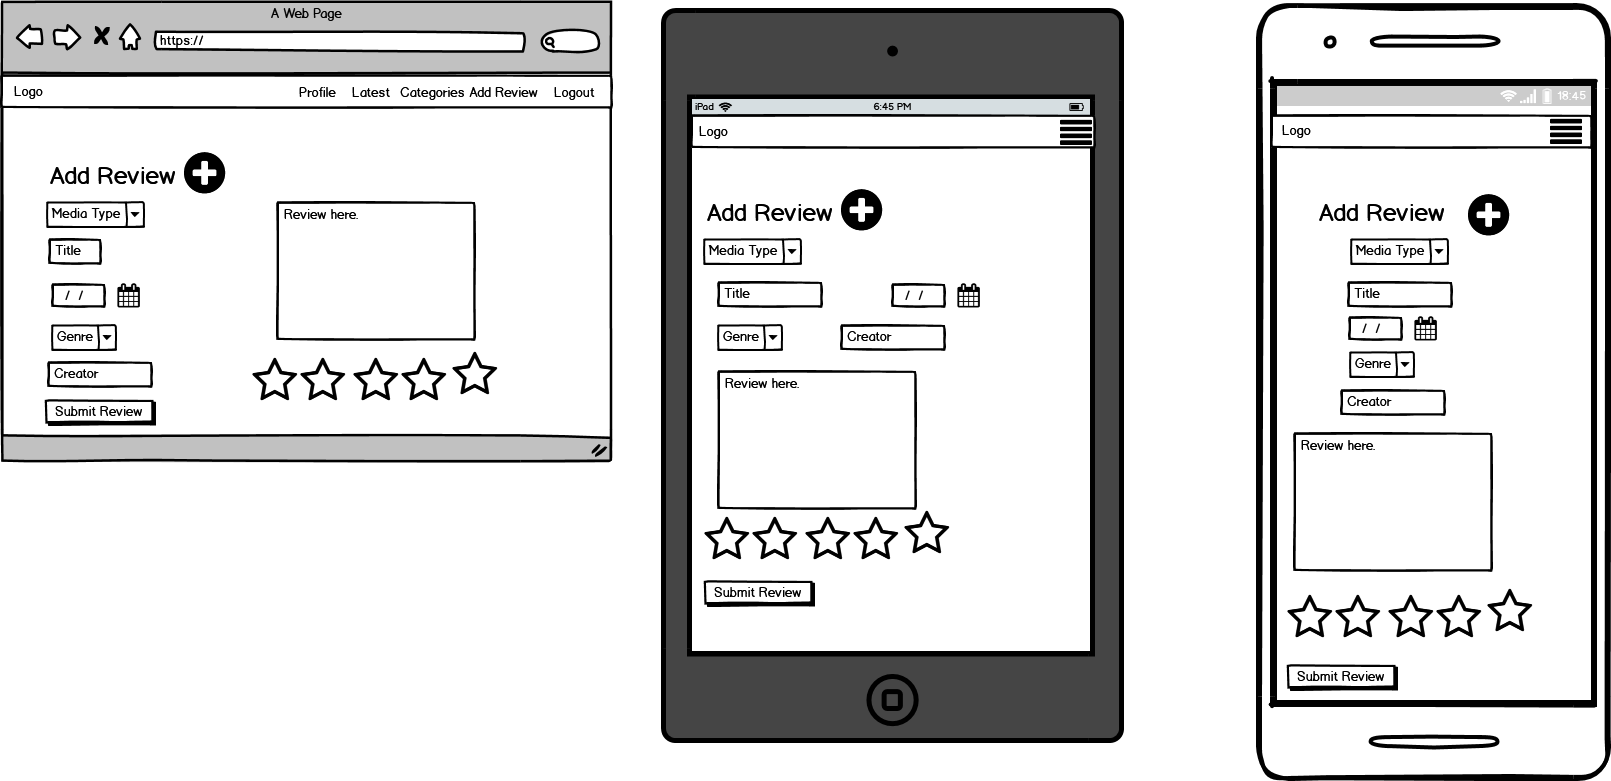 A Web Page
https://
Logo Profile Latest Categories Add Review Logout
Add Review
Media Type
Title
/ /
Genre
Creator
Submit Review
Review here.
iPad 6:45 PM
Logo
Add Review
Media Type
Title / /
Genre Creator
Review here.
Submit Review
18:45
Logo
Add Review
Media Type
Title
/ /
Genre
Creator
Review here.
Submit Review